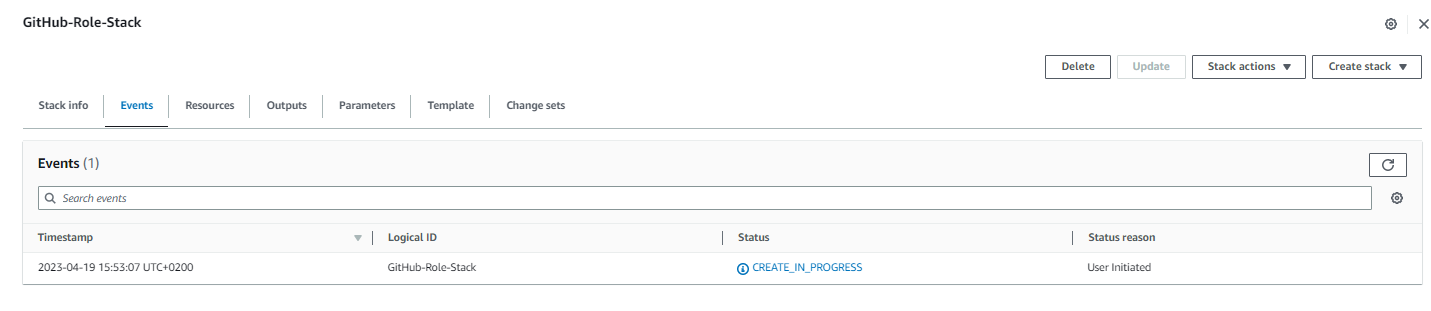 GitHub-Role-Stack
Delete Update Stack actions Create stack
Stack info Events Resources Outputs Parameters Template Change sets
Events (1)
Search events
Timestamp Logical ID Status Status reason
2023-04-19 15:53:07 UTC+0200 GitHub-Role-Stack CREATE_IN_PROGRESS User Initiated